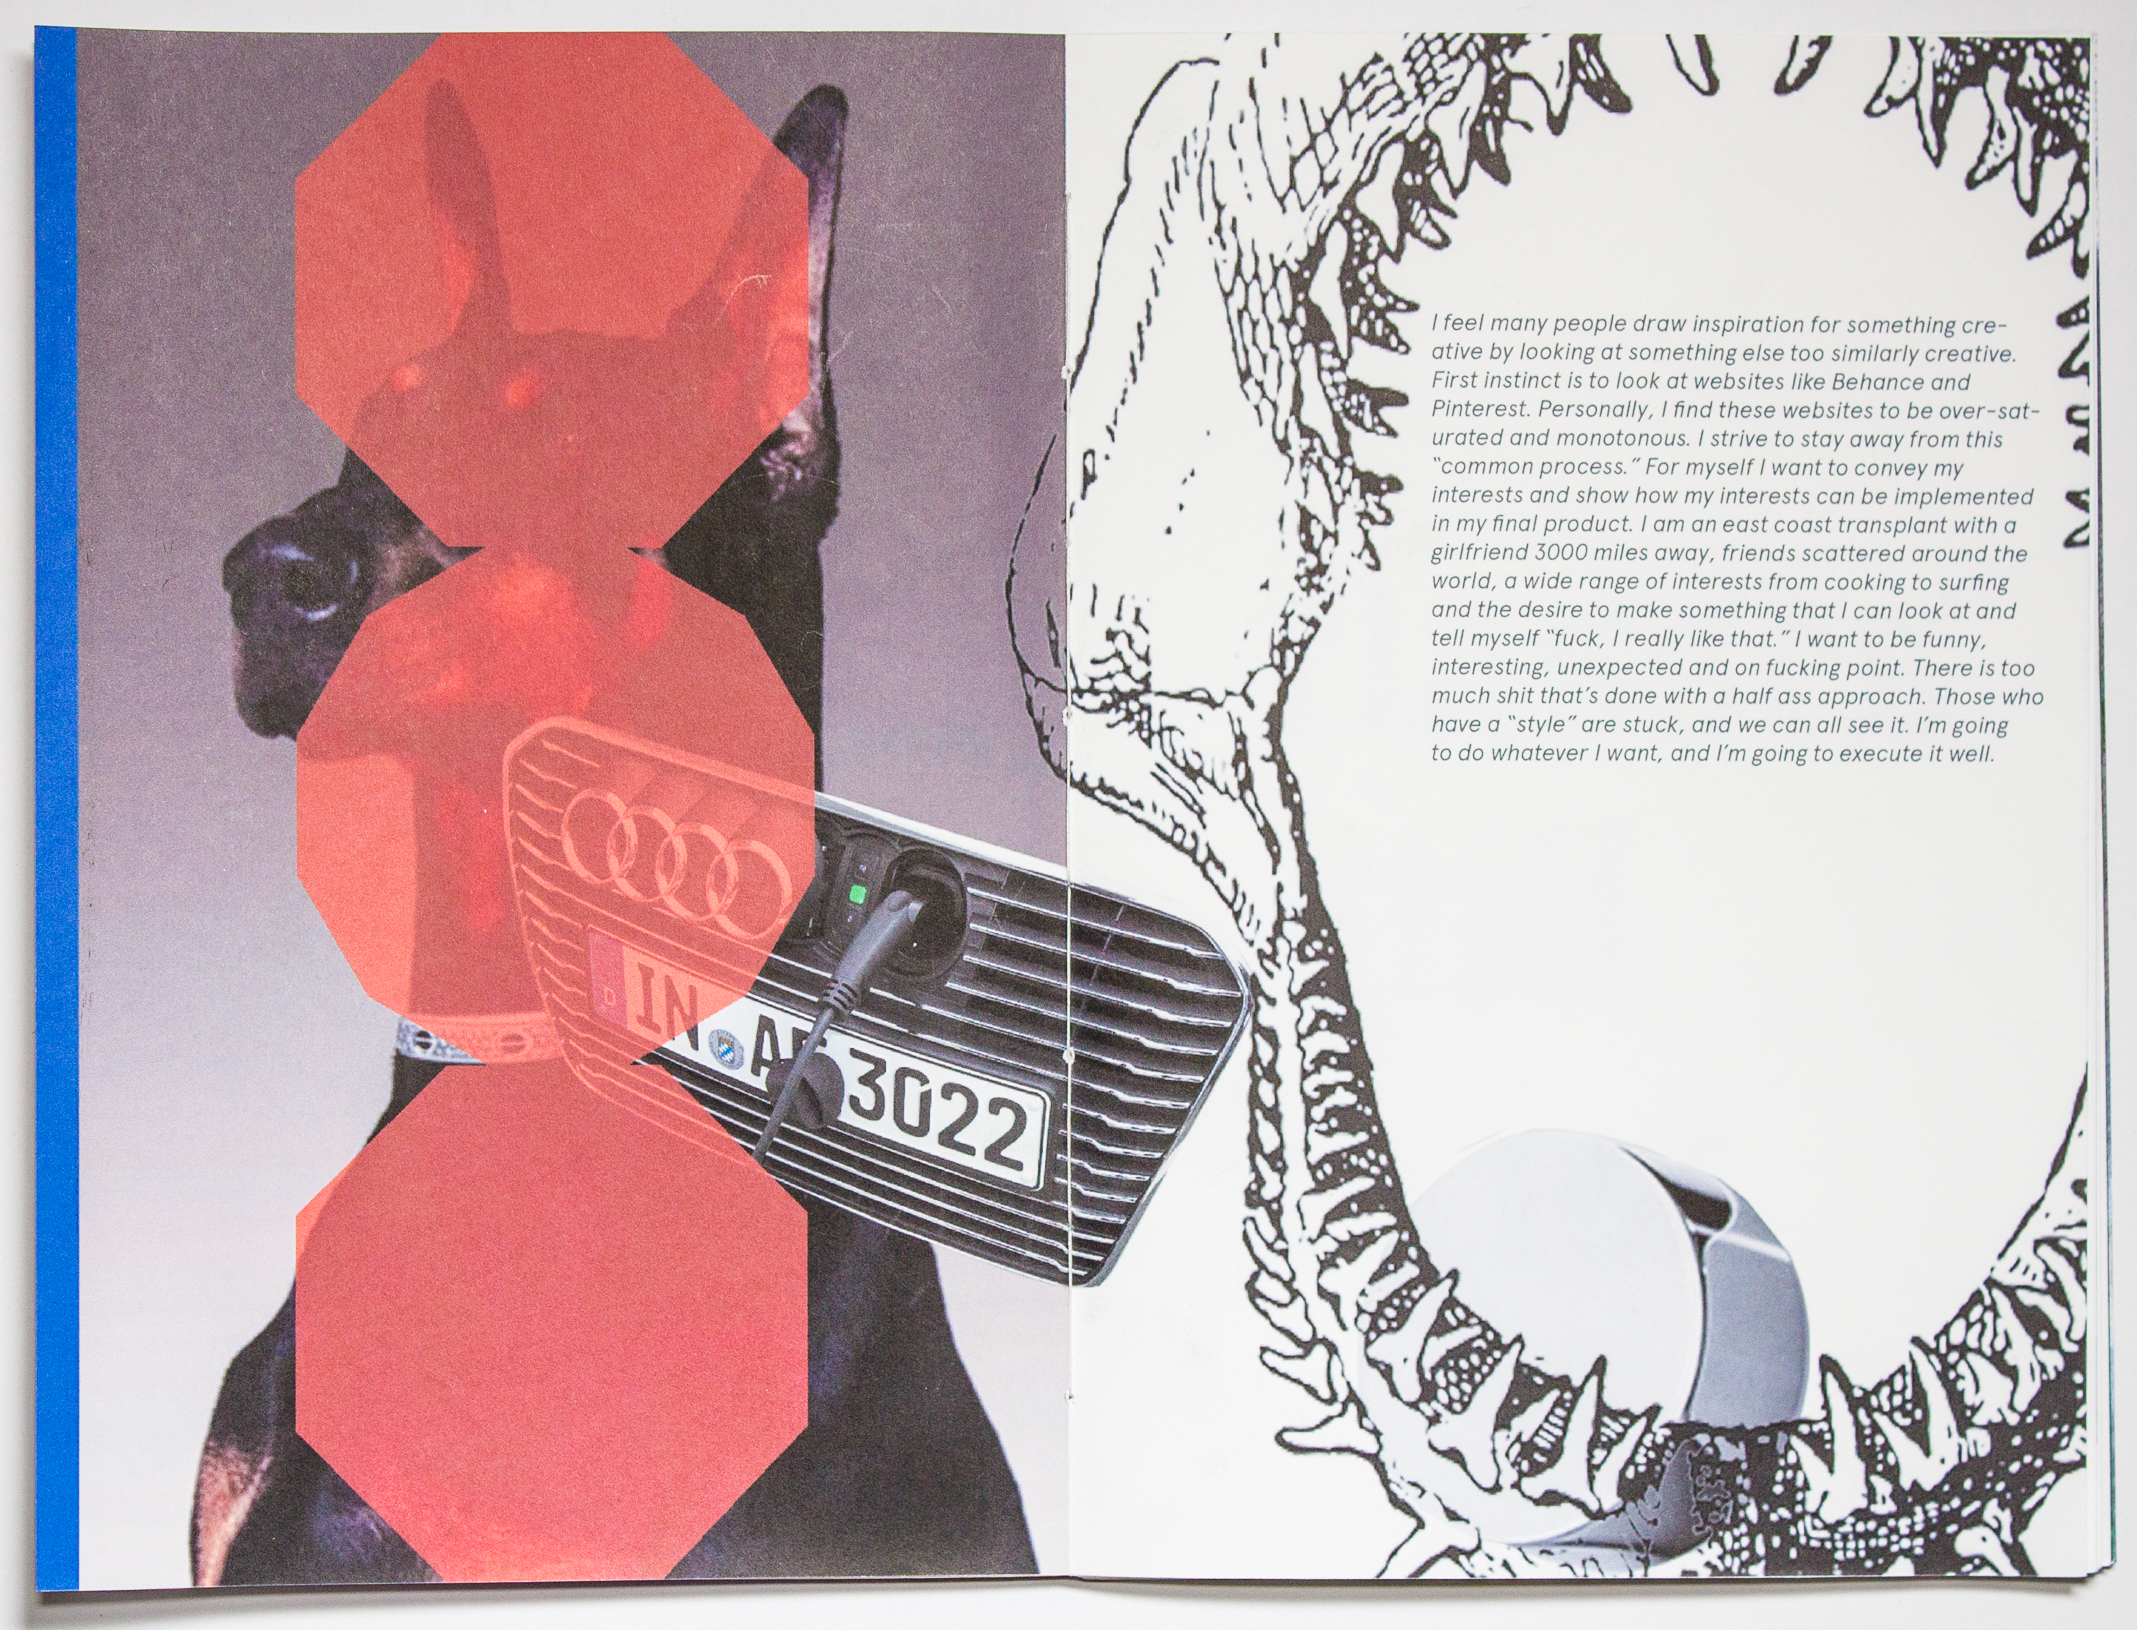 D
IN AF 3022
I feel many people draw inspiration for something cre-
ative by looking at something else too similarly creative.
First instinct is to look at websites like Behance and
Pinterest. Personally, I find these websites to be over-sat-
urated and monotonous. I strive to stay away from this
“common process.” For myself I want to convey my
interests and show how my interests can be implemented
in my final product. I am an east coast transplant with a
girlfriend 3000 miles away, friends scattered around the
world, a wide range of interests from cooking to surfing
and the desire to make something that I can look at and
tell myself “fuck, I really like that.” I want to be funny,
interesting, unexpected and on fucking point. There is too
much shit that’s done with a half ass approach. Those who
have a “style” are stuck, and we can all see it. I’m going
to do whatever I want, and I’m going to execute it well.